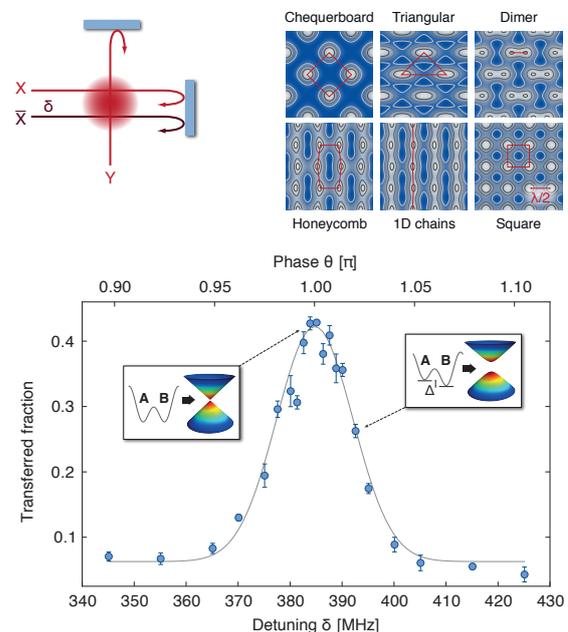 X
X̅
δ
Y
Chequerboard Triangular Dimer
Honeycomb 1D chains Square
λ/2
Phase θ [π]
0.90 0.95 1.00 1.05 1.10
Transferred fraction
0.4
0.3
0.2
0.1
A B
A B
Δ
340 350 360 370 380 390 400 410 420 430
Detuning δ [MHz]